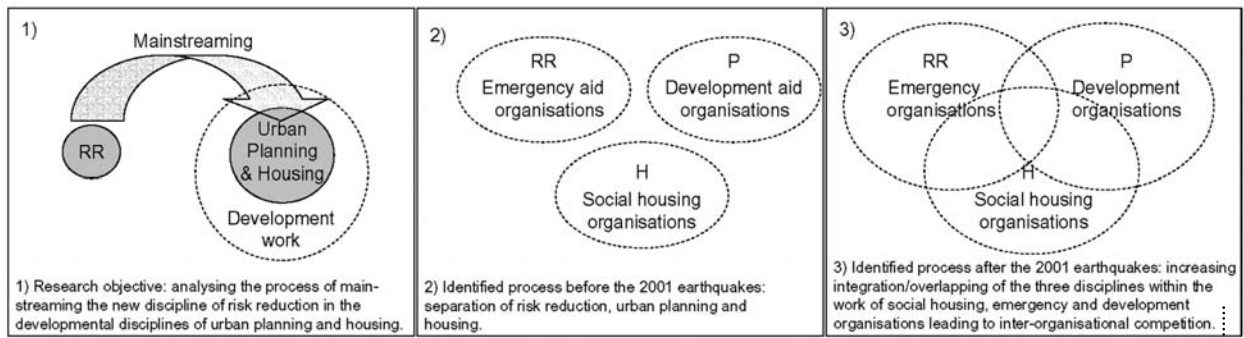 1)
Mainstreaming
RR
Urban
Planning
& Housing
Development
work
1) Research objective: analysing the process of main-
streaming the new discipline of risk reduction in the
developmental disciplines of urban planning and housing.
2)
RR
Emergency aid
organisations
P
Development aid
organisations
H
Social housing
organisations
2) Identified process before the 2001 earthquakes:
separation of risk reduction, urban planning and
housing.
3)
RR
Emergency
organisations
P
Development
organisations
H
Social housing
organisations
3) Identified process after the 2001 earthquakes: increasing
integration/overlapping of the three disciplines within the
work of social housing, emergency and development
organisations leading to inter-organisational competition.